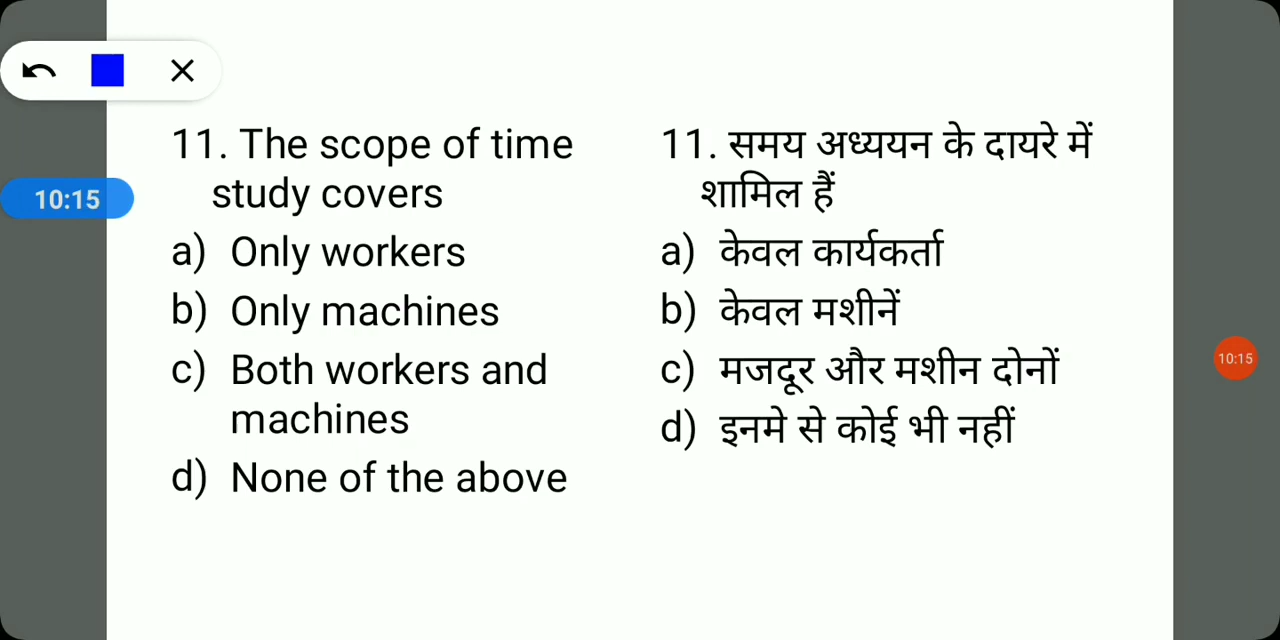 10:15
11. The scope of time
study covers
a) Only workers
b) Only machines
c) Both workers and
machines
d) None of the above
11. समय अध्ययन के दायरे में
शामिल हैं
a) केवल कार्यकर्ता
b) केवल मशीनें
c) मजदूर और मशीन दोनों
d) इनमे से कोई भी नहीं
10:15